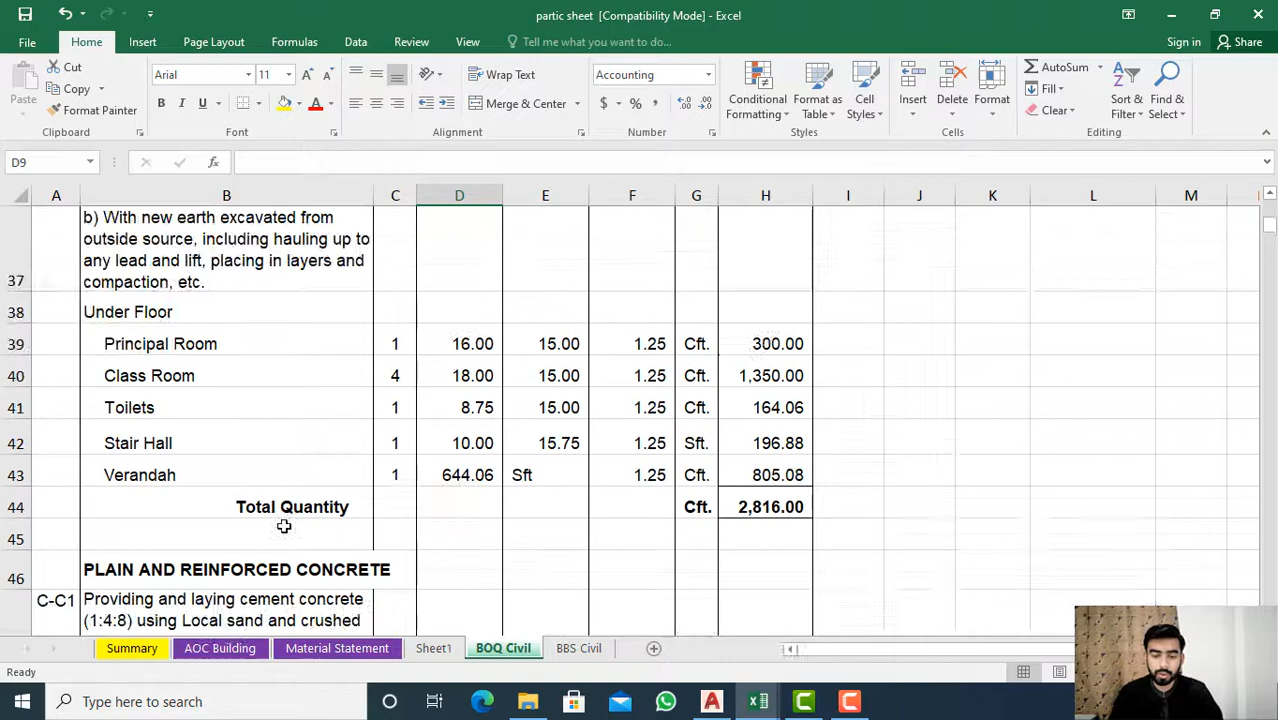 partic sheet [Compatibility Mode] - Excel
File Home Insert Page Layout Formulas Data Review View Tell me what you want to do... Sign in Share
Cut
Copy
Format Painter
Paste
Clipboard
Arial 11
B I U
Font
Wrap Text
Merge & Center
Alignment
Accounting
$ % ,
Number
Conditional Formatting
Format as Table
Cell Styles
Styles
Insert Delete Format
Cells
AutoSum
Fill
Clear
Sort & Filter
Find & Select
Editing
D9 fx
A B C D E F G H I J K L M
b) With new earth excavated from
outside source, including hauling up to
any lead and lift, placing in layers and
37 compaction, etc.
38 Under Floor
39 Principal Room 1 16.00 15.00 1.25 Cft. 300.00
40 Class Room 4 18.00 15.00 1.25 Cft. 1,350.00
41 Toilets 1 8.75 15.00 1.25 Cft. 164.06
42 Stair Hall 1 10.00 15.75 1.25 Sft. 196.88
43 Verandah 1 644.06 Sft 1.25 Cft. 805.08
44 Total Quantity Cft. 2,816.00
45
46 PLAIN AND REINFORCED CONCRETE
C-C1 Providing and laying cement concrete
(1:4:8) using Local sand and crushed
Summary AOC Building Material Statement Sheet1 BOQ Civil BBS Civil
Ready
Type here to search